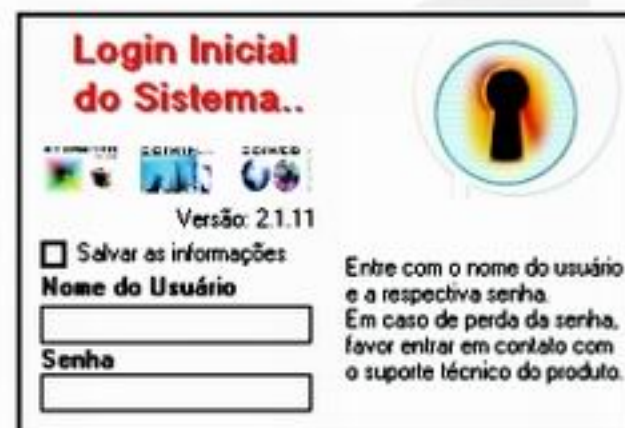 Login Inicial
do Sistema..
Versão: 2.1.11
Salvar as informações
Nome do Usuário
Senha
Entre com o nome do usuário
e a respectiva senha.
Em caso de perda da senha,
favor entrar em contato com
o suporte técnico do produto.